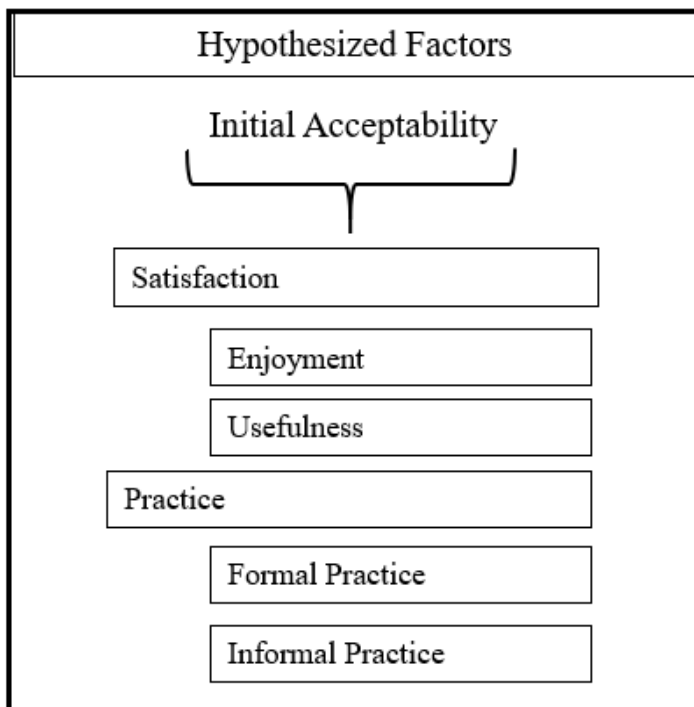 Hypothesized Factors
Initial Acceptability
Satisfaction
Enjoyment
Usefulness
Practice
Formal Practice
Informal Practice